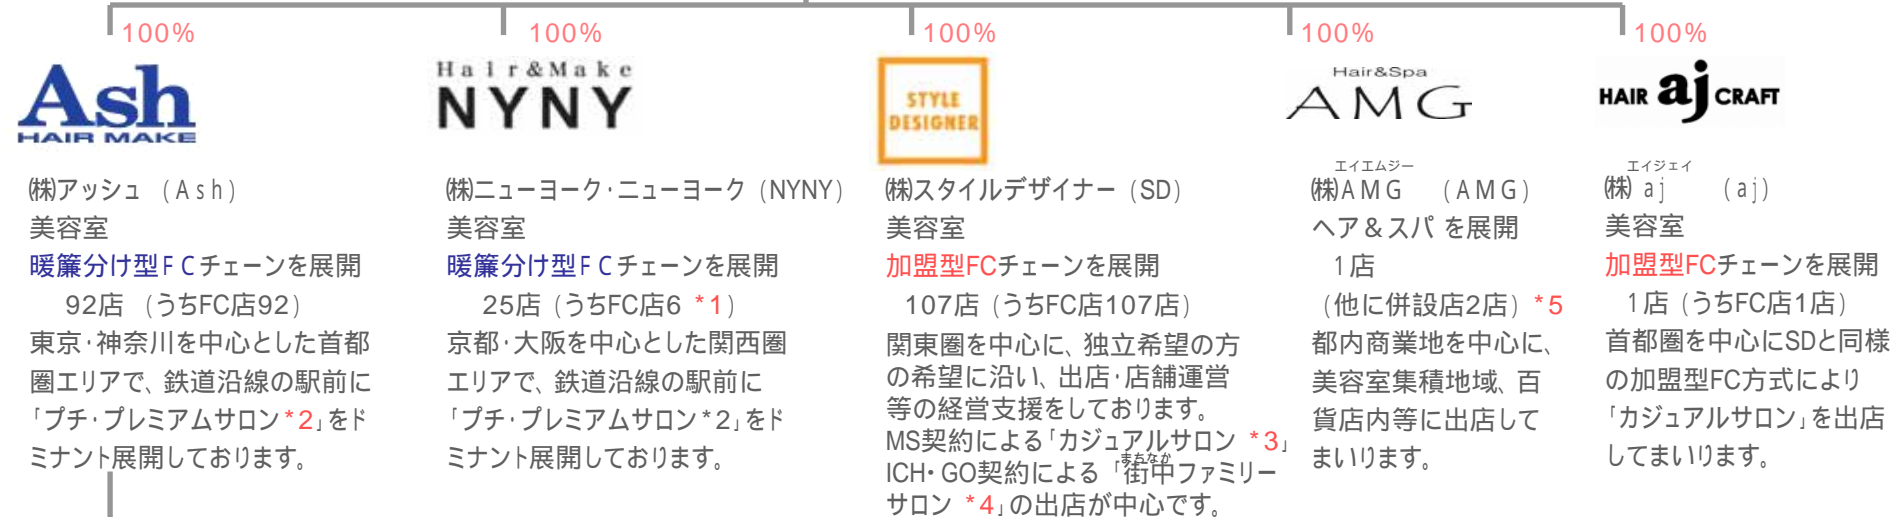 100%
100%
100%
100%
100%
Ash
HAIR MAKE
Hair&Make
NYNY
STYLE
DESIGNER
Hair&Spa
AMG
HAIR aj CRAFT
㈱アッシュ (Ash)
美容室
暖簾分け型FCチェーンを展開
92店 (うちFC店92)
東京・神奈川を中心とした首都
圏エリアで、鉄道沿線の駅前に
「プチ・プレミアムサロン*2」をド
ミナント展開しております。
㈱ニューヨーク・ニューヨーク (NYNY)
美容室
暖簾分け型FCチェーンを展開
25店 (うちFC店6 *1)
京都・大阪を中心とした関西圏
エリアで、鉄道沿線の駅前に
「プチ・プレミアムサロン*2」をド
ミナント展開しております。
㈱スタイルデザイナー (SD)
美容室
加盟型FCチェーンを展開
107店 (うちFC店107店)
関東圏を中心に、独立希望の方
の希望に沿い、出店・店舗運営
等の経営支援をしております。
MS契約による「カジュアルサロン *3」
まちなか
ICH・GO契約による「街中ファミリー
サロン *4」の出店が中心です。
エイエムジー
㈱AMG (AMG)
ヘア&スパ を展開
1店
(他に併設店2店) *5
都内商業地を中心に、
美容室集積地域、百
貨店内等に出店して
まいります。
エイジェイ
㈱ aj (aj)
美容室
加盟型FCチェーンを展開
1店 (うちFC店1店)
首都圏を中心にSDと同様
の加盟型FC方式により
「カジュアルサロン」を出店
してまいります。